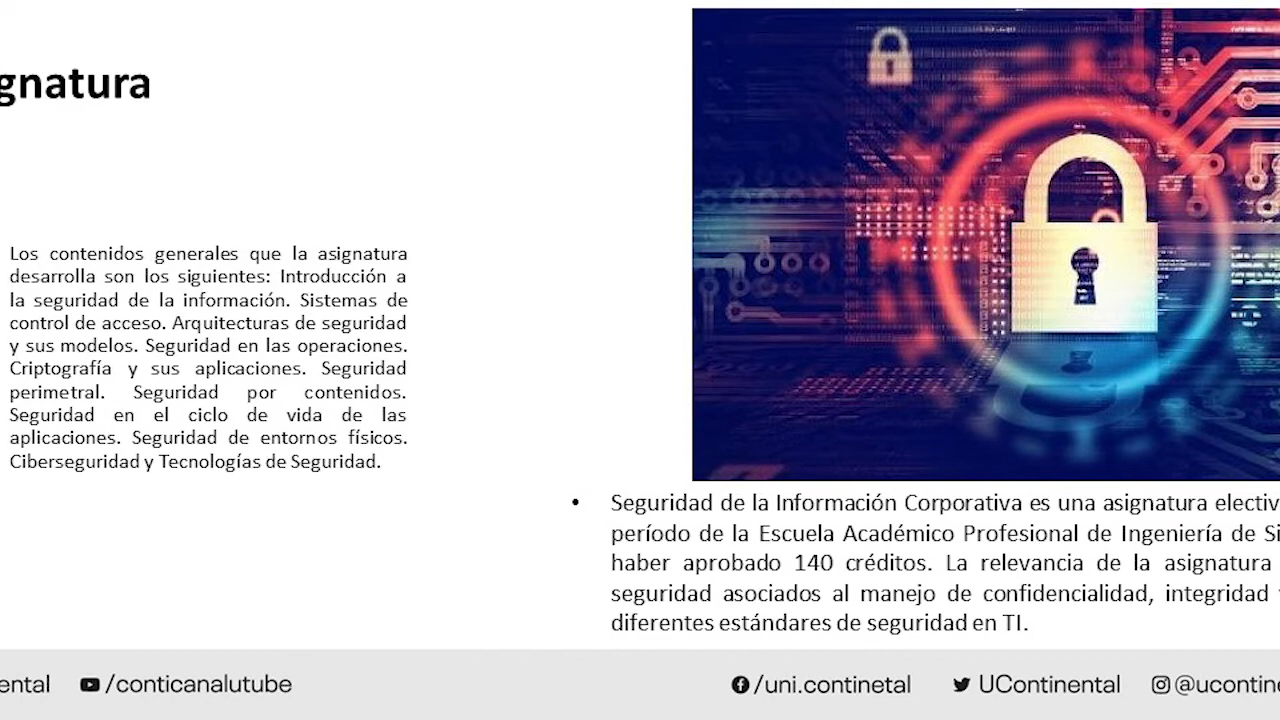 gnatura
Los contenidos generales que la asignatura
desarrolla son los siguientes: Introducción a
la seguridad de la información. Sistemas de
control de acceso. Arquitecturas de seguridad
y sus modelos. Seguridad en las operaciones.
Criptografía y sus aplicaciones. Seguridad
perimetral. Seguridad por contenidos.
Seguridad en el ciclo de vida de las
aplicaciones. Seguridad de entornos físicos.
Ciberseguridad y Tecnologías de Seguridad.
• Seguridad de la Información Corporativa es una asignatura electiv
período de la Escuela Académico Profesional de Ingeniería de Si
haber aprobado 140 créditos. La relevancia de la asignatura
seguridad asociados al manejo de confidencialidad, integridad
diferentes estándares de seguridad en TI.
ental /conticanalutube /uni.continetal UContinental @ucontine